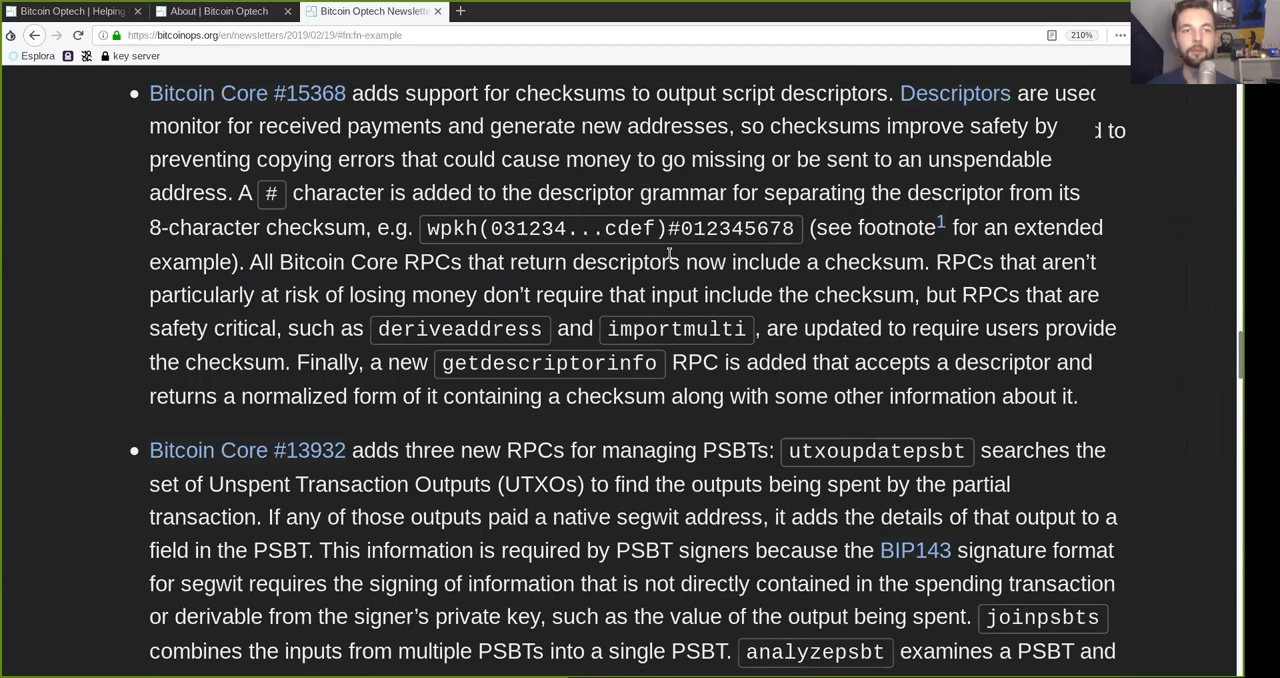 Bitcoin Optech | Helping
About | Bitcoin Optech
Bitcoin Optech Newslette
https://bitcoinops.org/en/newsletters/2019/02/19/#fn:fn-example
210%
Esplora
key server
Bitcoin Core #15368 adds support for checksums to output script descriptors. Descriptors are used to
monitor for received payments and generate new addresses, so checksums improve safety by
preventing copying errors that could cause money to go missing or be sent to an unspendable
address. A # character is added to the descriptor grammar for separating the descriptor from its
8-character checksum, e.g. wpkh(031234...cdef)#012345678 (see footnote1 for an extended
example). All Bitcoin Core RPCs that return descriptors now include a checksum. RPCs that aren’t
particularly at risk of losing money don’t require that input include the checksum, but RPCs that are
safety critical, such as deriveaddress and importmulti, are updated to require users provide
the checksum. Finally, a new getdescriptorinfo RPC is added that accepts a descriptor and
returns a normalized form of it containing a checksum along with some other information about it.
Bitcoin Core #13932 adds three new RPCs for managing PSBTs: utxoupdatepsbt searches the
set of Unspent Transaction Outputs (UTXOs) to find the outputs being spent by the partial
transaction. If any of those outputs paid a native segwit address, it adds the details of that output to a
field in the PSBT. This information is required by PSBT signers because the BIP143 signature format
for segwit requires the signing of information that is not directly contained in the spending transaction
or derivable from the signer’s private key, such as the value of the output being spent. joinpsbts
combines the inputs from multiple PSBTs into a single PSBT. analyzepsbt examines a PSBT and